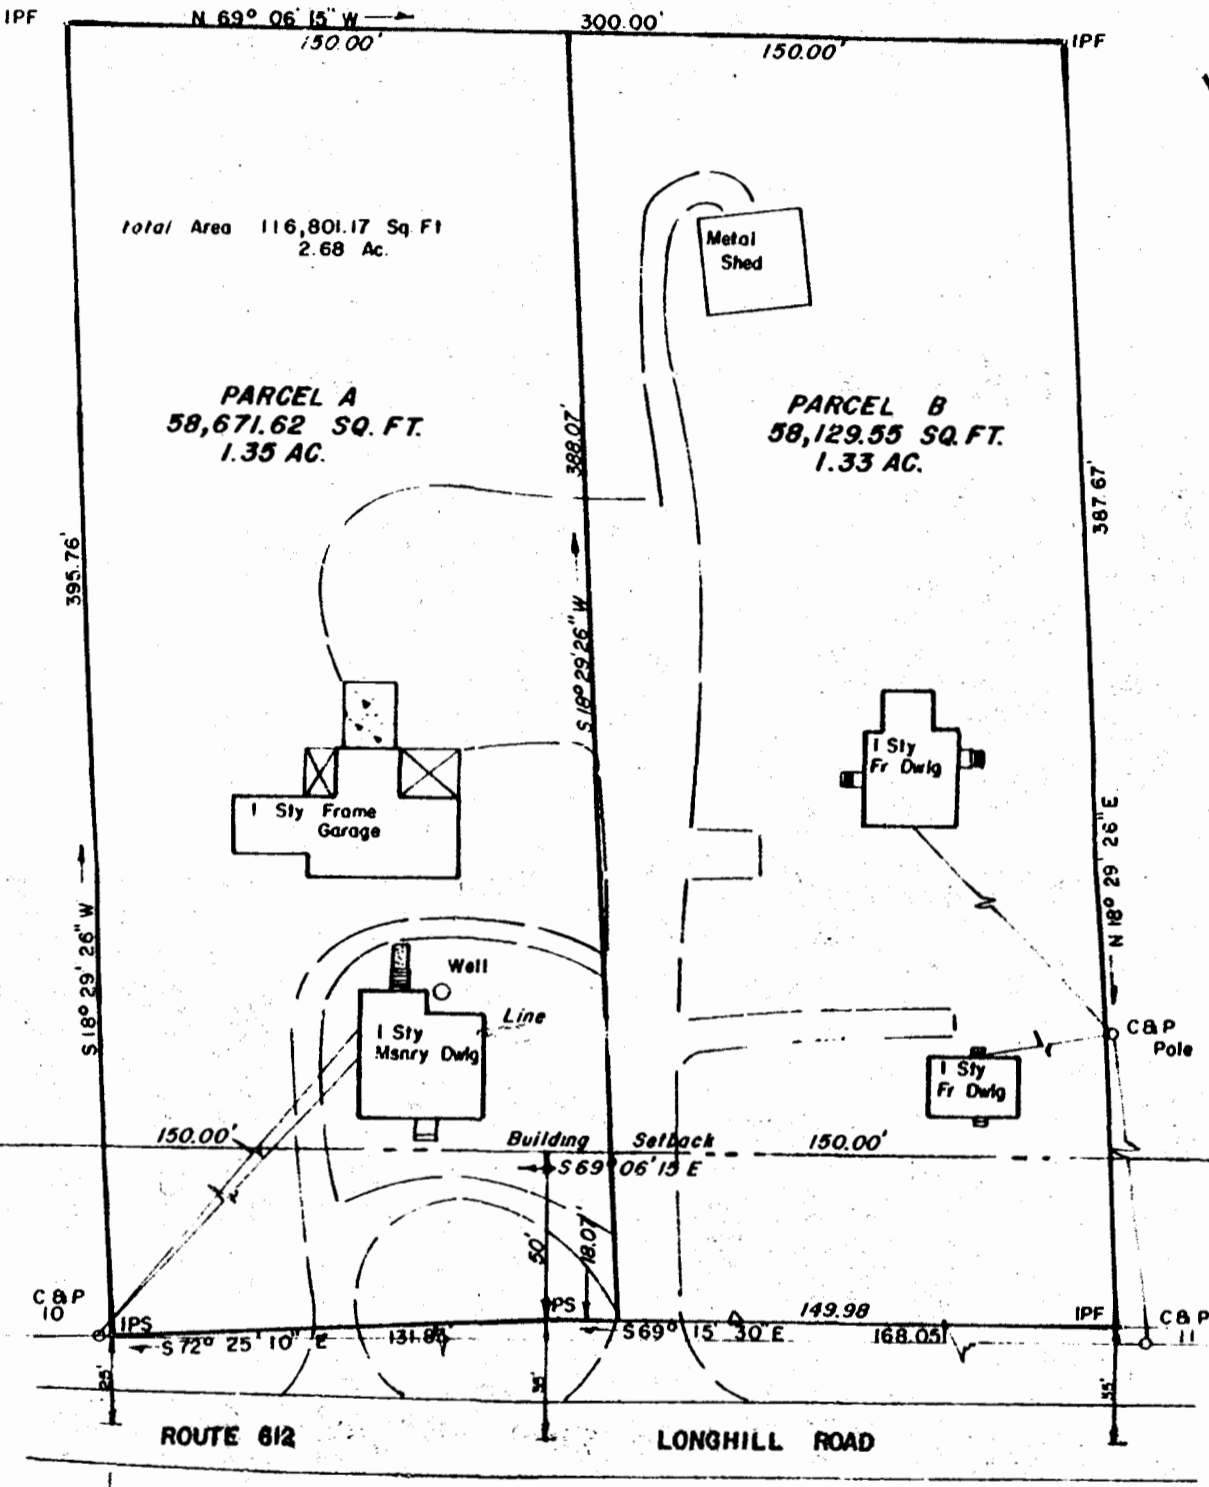 IPF
N 69° 06' 15" W
300.00'
150.00'
150.00'
IPF
total Area 116,801.17 Sq Ft
2.68 Ac.
Metal
Shed
PARCEL A
58,671.62 SQ. FT.
1.35 AC.
PARCEL B
58,129.55 SQ. FT.
1.33 AC.
388.07'
387.67'
395.76'
S 18° 29' 26" W
1 Sty
Fr Dwlg
1 Sty Frame
Garage
N 18° 29' 26" E
S 18° 29' 26" W
Well
Line
1 Sty
Msnry Dwlg
C & P
Pole
1 Sty
Fr Dwlg
150.00'
Building Setback
150.00'
S 69 06' 15 E
50'
18.07'
C & P
10
IPS
PS
149.98
IPF
C & P
11
S 72° 25' 10" E
131.85'
S 69° 15' 30" E
168.05
25'
35'
35'
ROUTE 612
LONGHILL ROAD